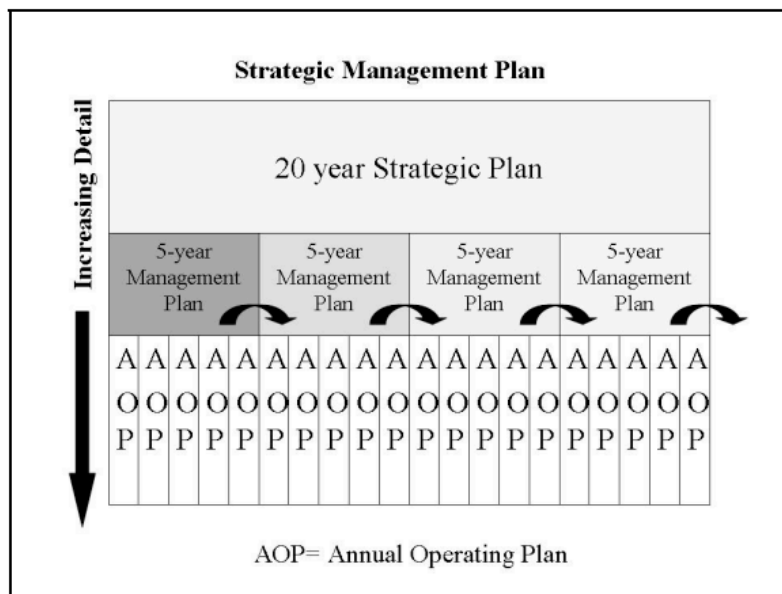 Strategic Management Plan
Increasing Detail
20 year Strategic Plan
5-year
Management
Plan
5-year
Management
Plan
5-year
Management
Plan
5-year
Management
Plan
A A A A A A A A A A A A A A A A A A A A
O O O O O O O O O O O O O O O O O O O O
P P P P P P P P P P P P P P P P P P P P
AOP= Annual Operating Plan